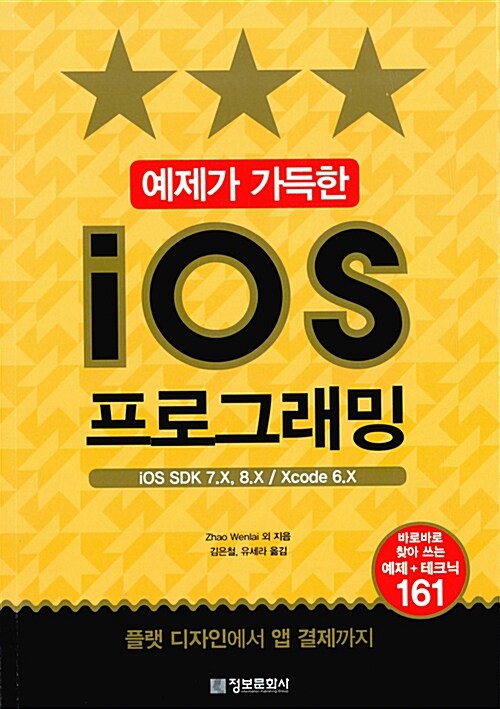 예제가 가득한
iOS
프로그래밍
iOS SDK 7.X, 8.X / Xcode 6.X
Zhao Wenlai 외 지음
김은철, 유세라 옮김
바로바로
찾아 쓰는
예제 + 테크닉
161
플랫 디자인에서 앱 결제까지
정보문화사